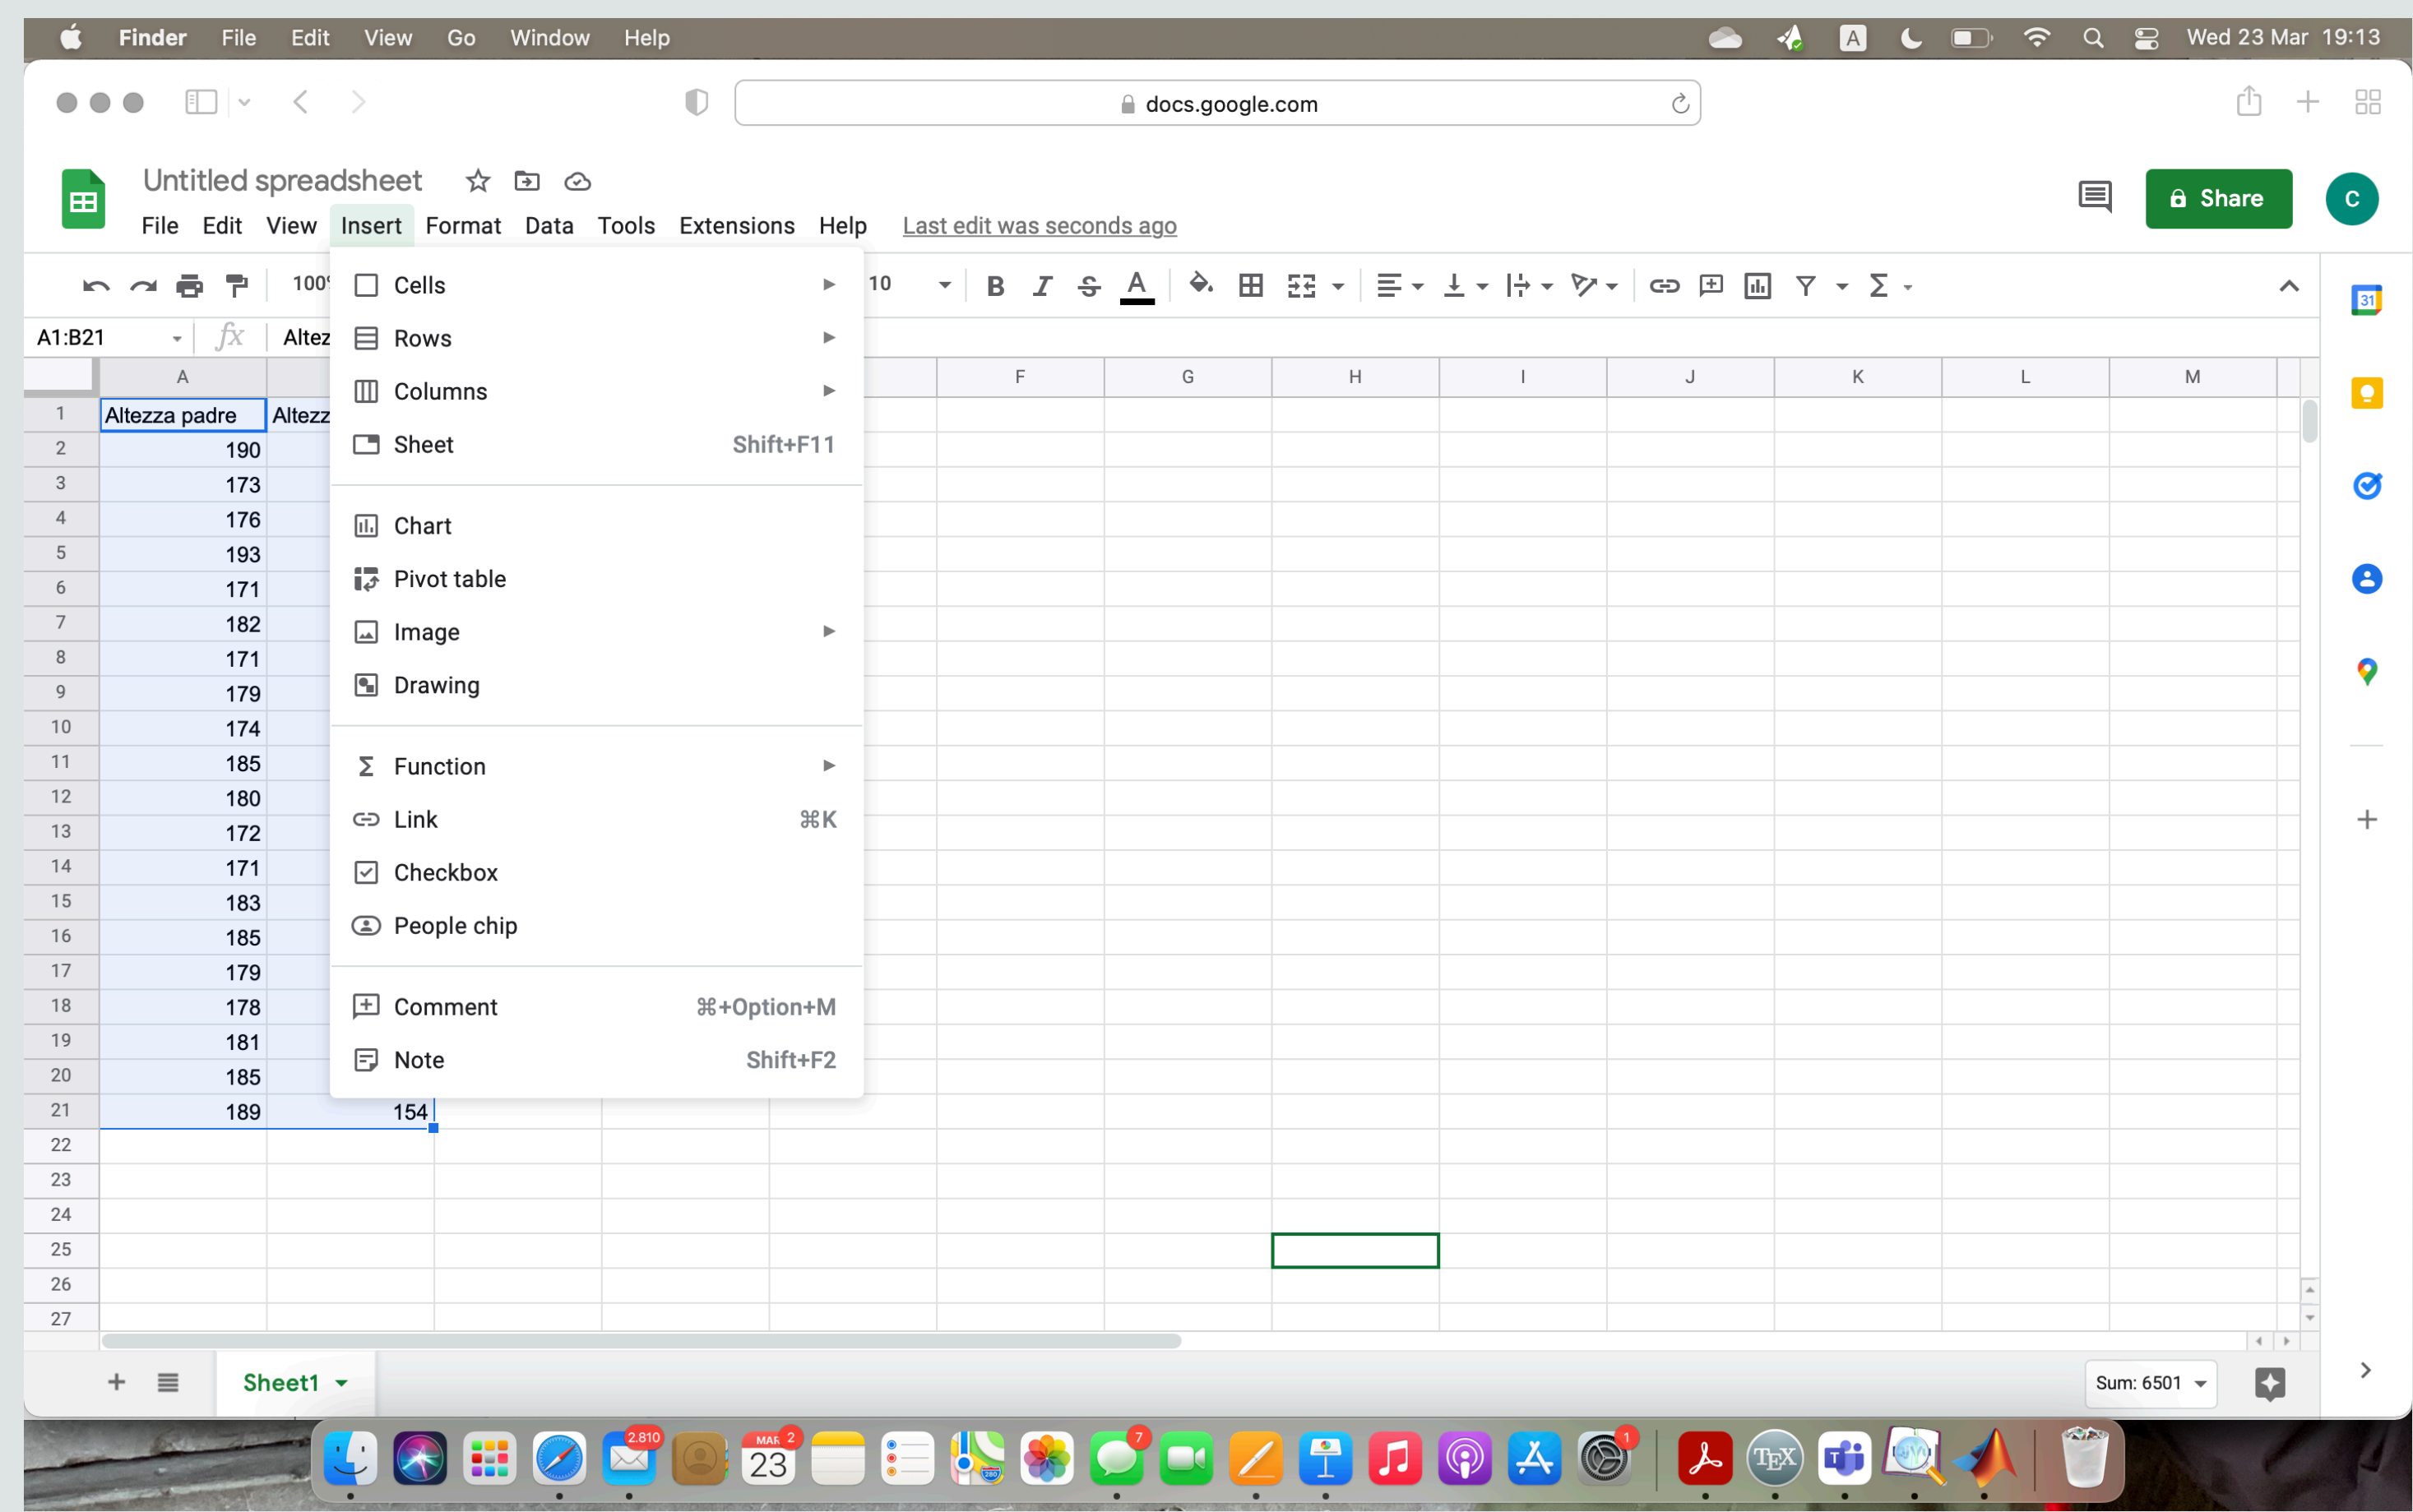 Finder File Edit View Go Window Help A Wed 23 Mar 19:13
docs.google.com
Untitled spreadsheet
File Edit View Insert Format Data Tools Extensions Help Last edit was seconds ago
Share C
100% 10 B I S A
31
A1:B21 fx Altez
Cells
Rows
Columns
Sheet Shift+F11
Chart
Pivot table
Image
Drawing
Function
Link ⌘K
Checkbox
People chip
Comment ⌘+Option+M
Note Shift+F2
A F G H I J K L M
1 Altezza padre Altezz
2 190
3 173
4 176
5 193
6 171
7 182
8 171
9 179
10 174
11 185
12 180
13 172
14 171
15 183
16 185
17 179
18 178
19 181
20 185
21 189 154
22
23
24
25
26
27
Sheet1 Sum: 6501
2.810 MAR 2 23 280 7 1 TEX